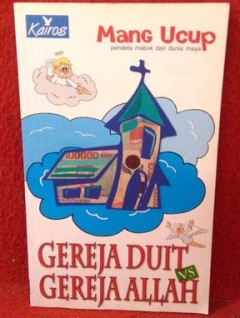 Kairos
Mang Ucup
pendeta mabok dari dunia maya
100000
GEREJA DUIT
VS
GEREJA ALLAH